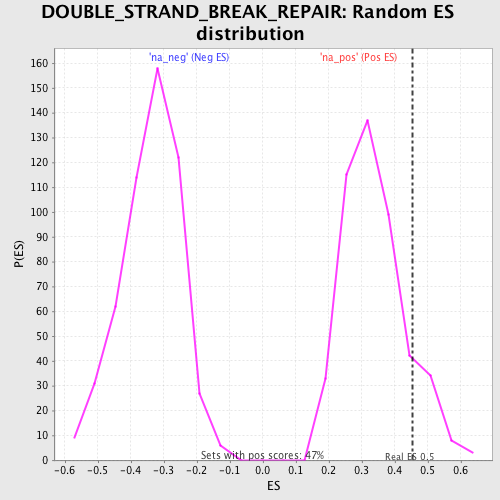 DOUBLE_STRAND_BREAK_REPAIR: Random ES
distribution
'na_neg' (Neg ES) 'na_pos' (Pos ES)
160
150
140
130
120
110
100
90
80
70
60
50
40
30
20
10
0
P(ES)
Sets with pos scores: 47%
Real ES 0.5
-0.6 -0.5 -0.4 -0.3 -0.2 -0.1 0.0 0.1 0.2 0.3 0.4 0.5 0.6
ES